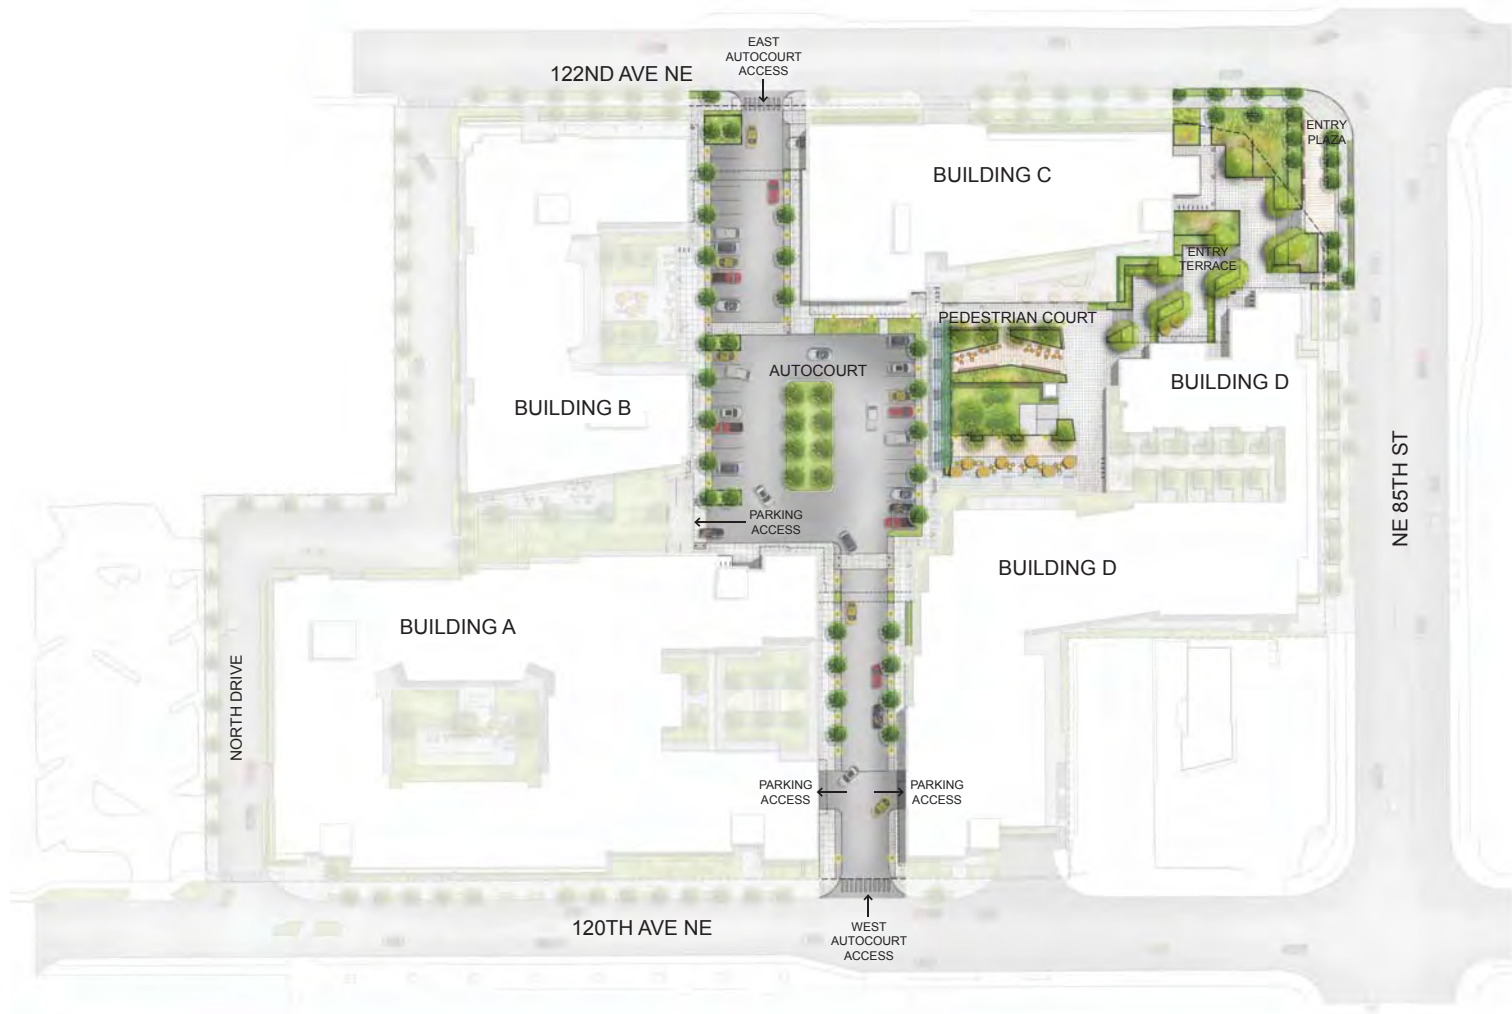 EAST
AUTOCOURT
ACCESS
122ND AVE NE
ENTRY
PLAZA
BUILDING C
ENTRY
TERRACE
PEDESTRIAN COURT
AUTOCOURT
BUILDING D
BUILDING B
NE 85TH ST
PARKING
ACCESS
BUILDING D
BUILDING A
NORTH DRIVE
PARKING
ACCESS
PARKING
ACCESS
120TH AVE NE
WEST
AUTOCOURT
ACCESS